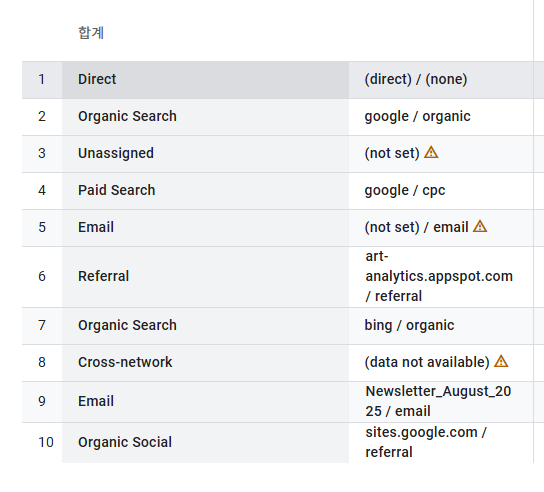 합계
1 Direct (direct) / (none)
2 Organic Search google / organic
3 Unassigned (not set)
4 Paid Search google / cpc
5 Email (not set) / email
6 Referral art-
analytics.appspot.com
/ referral
7 Organic Search bing / organic
8 Cross-network (data not available)
9 Email Newsletter_August_20
25 / email
10 Organic Social sites.google.com /
referral